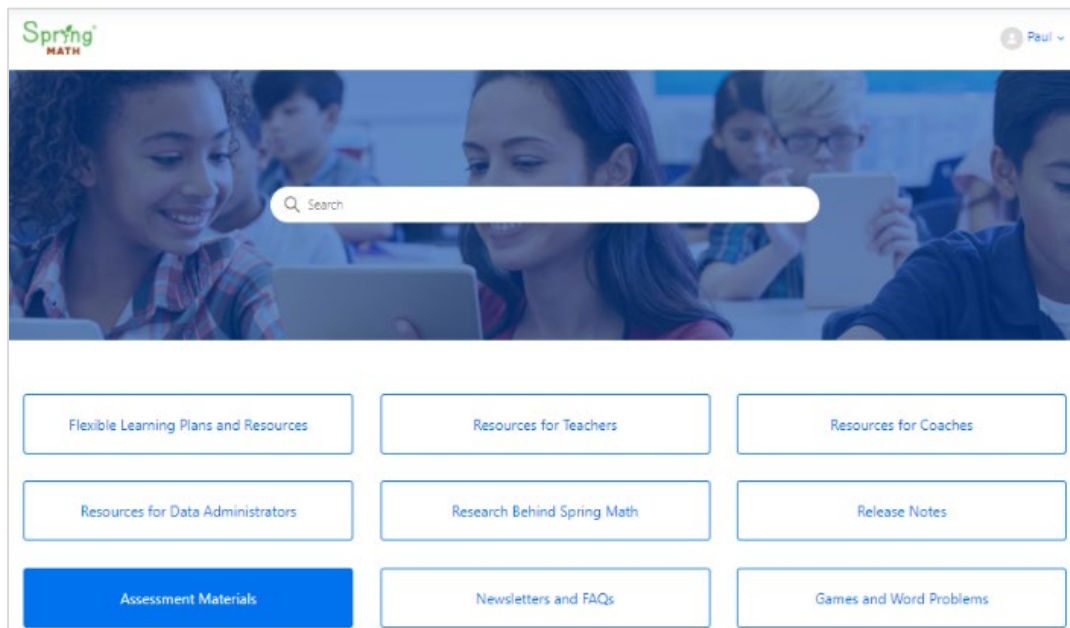 Spring®
MATH
Paul
Search
Flexible Learning Plans and Resources
Resources for Teachers
Resources for Coaches
Resources for Data Administrators
Research Behind Spring Math
Release Notes
Assessment Materials
Newsletters and FAQs
Games and Word Problems